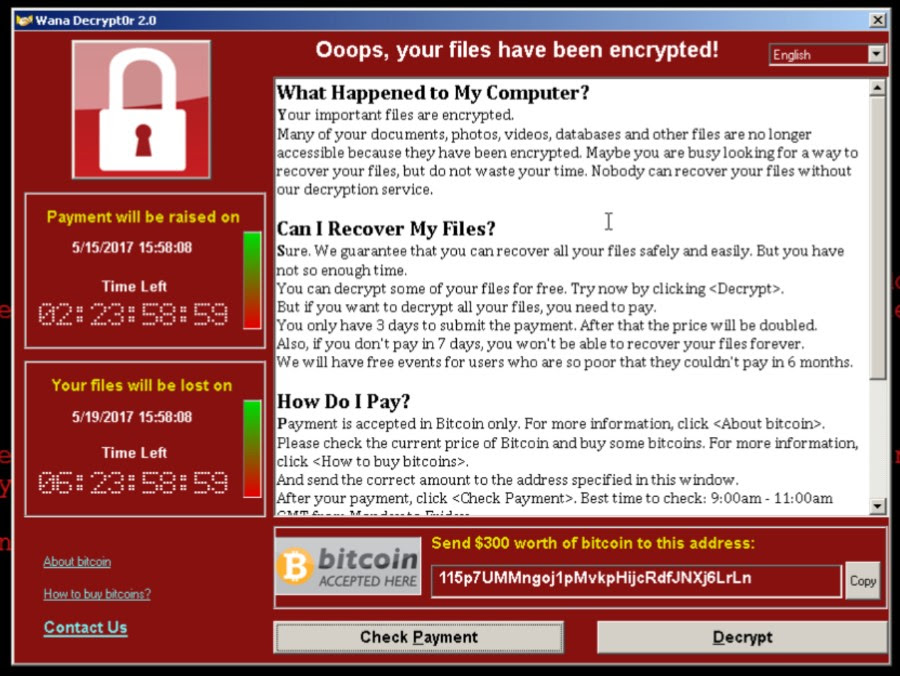 Wana Decrypt0r 2.0
Ooops, your files have been encrypted!
English
What Happened to My Computer?
Your important files are encrypted.
Many of your documents, photos, videos, databases and other files are no longer
accessible because they have been encrypted. Maybe you are busy looking for a way to
recover your files, but do not waste your time. Nobody can recover your files without
our decryption service.
Can I Recover My Files?
Sure. We guarantee that you can recover all your files safely and easily. But you have
not so enough time.
You can decrypt some of your files for free. Try now by clicking <Decrypt>.
But if you want to decrypt all your files, you need to pay.
You only have 3 days to submit the payment. After that the price will be doubled.
Also, if you don't pay in 7 days, you won't be able to recover your files forever.
We will have free events for users who are so poor that they couldn't pay in 6 months.
How Do I Pay?
Payment is accepted in Bitcoin only. For more information, click <About bitcoin>.
Please check the current price of Bitcoin and buy some bitcoins. For more information,
click <How to buy bitcoins>.
And send the correct amount to the address specified in this window.
After your payment, click <Check Payment>. Best time to check: 9:00am - 11:00am
GMT from Monday to Friday.
Payment will be raised on
5/15/2017 15:58:08
Time Left
02:23:58:59
Your files will be lost on
5/19/2017 15:58:08
Time Left
06:23:58:59
About bitcoin
How to buy bitcoins?
Contact Us
bitcoin
ACCEPTED HERE
Send $300 worth of bitcoin to this address:
115p7UMMngoj1pMvkpHijcRdfJNXj6LrLn
Copy
Check Payment
Decrypt